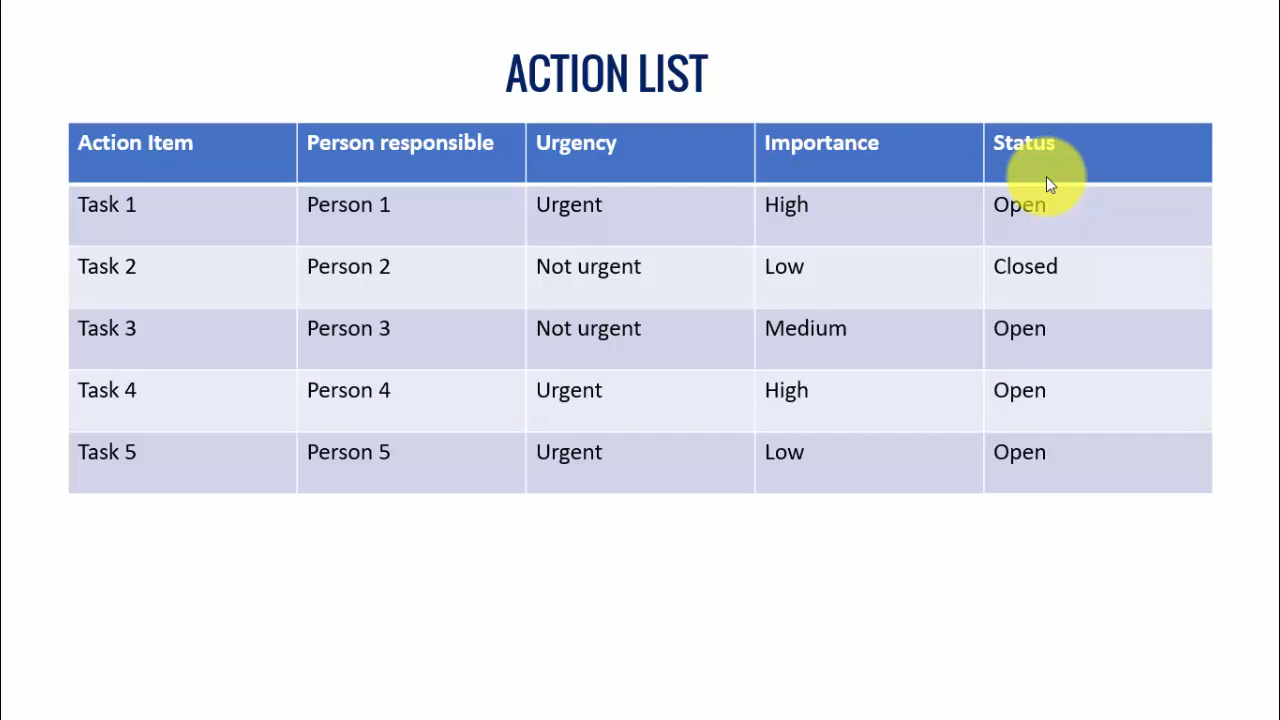 ACTION LIST
Action Item Person responsible Urgency Importance Status
Task 1 Person 1 Urgent High Open
Task 2 Person 2 Not urgent Low Closed
Task 3 Person 3 Not urgent Medium Open
Task 4 Person 4 Urgent High Open
Task 5 Person 5 Urgent Low Open